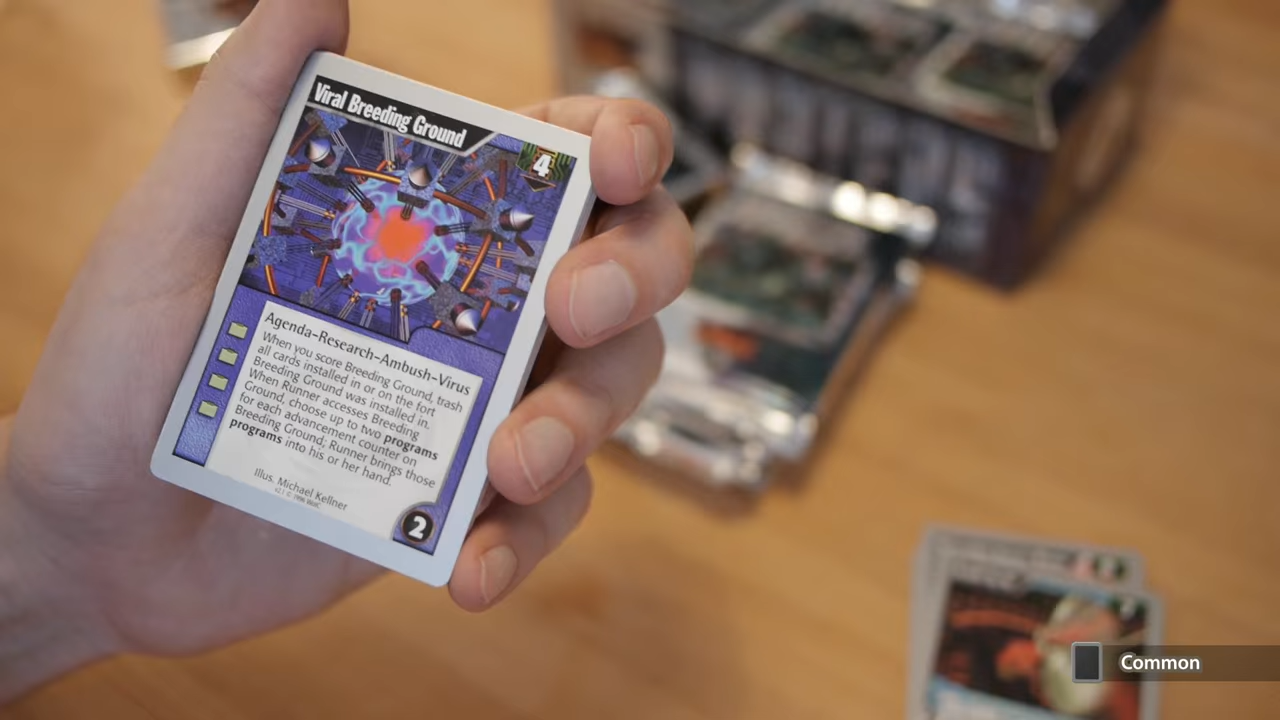 Viral Breeding Ground
4
Agenda-Research-Ambush-Virus
When you score Breeding Ground, trash
all cards installed in or on the fort
Breeding Ground was installed in.
When Runner accesses Breeding
Ground, choose up to two programs
for each advancement counter on
Breeding Ground; Runner brings those
programs into his or her hand.
Illus. Michael Kellner
2
Common